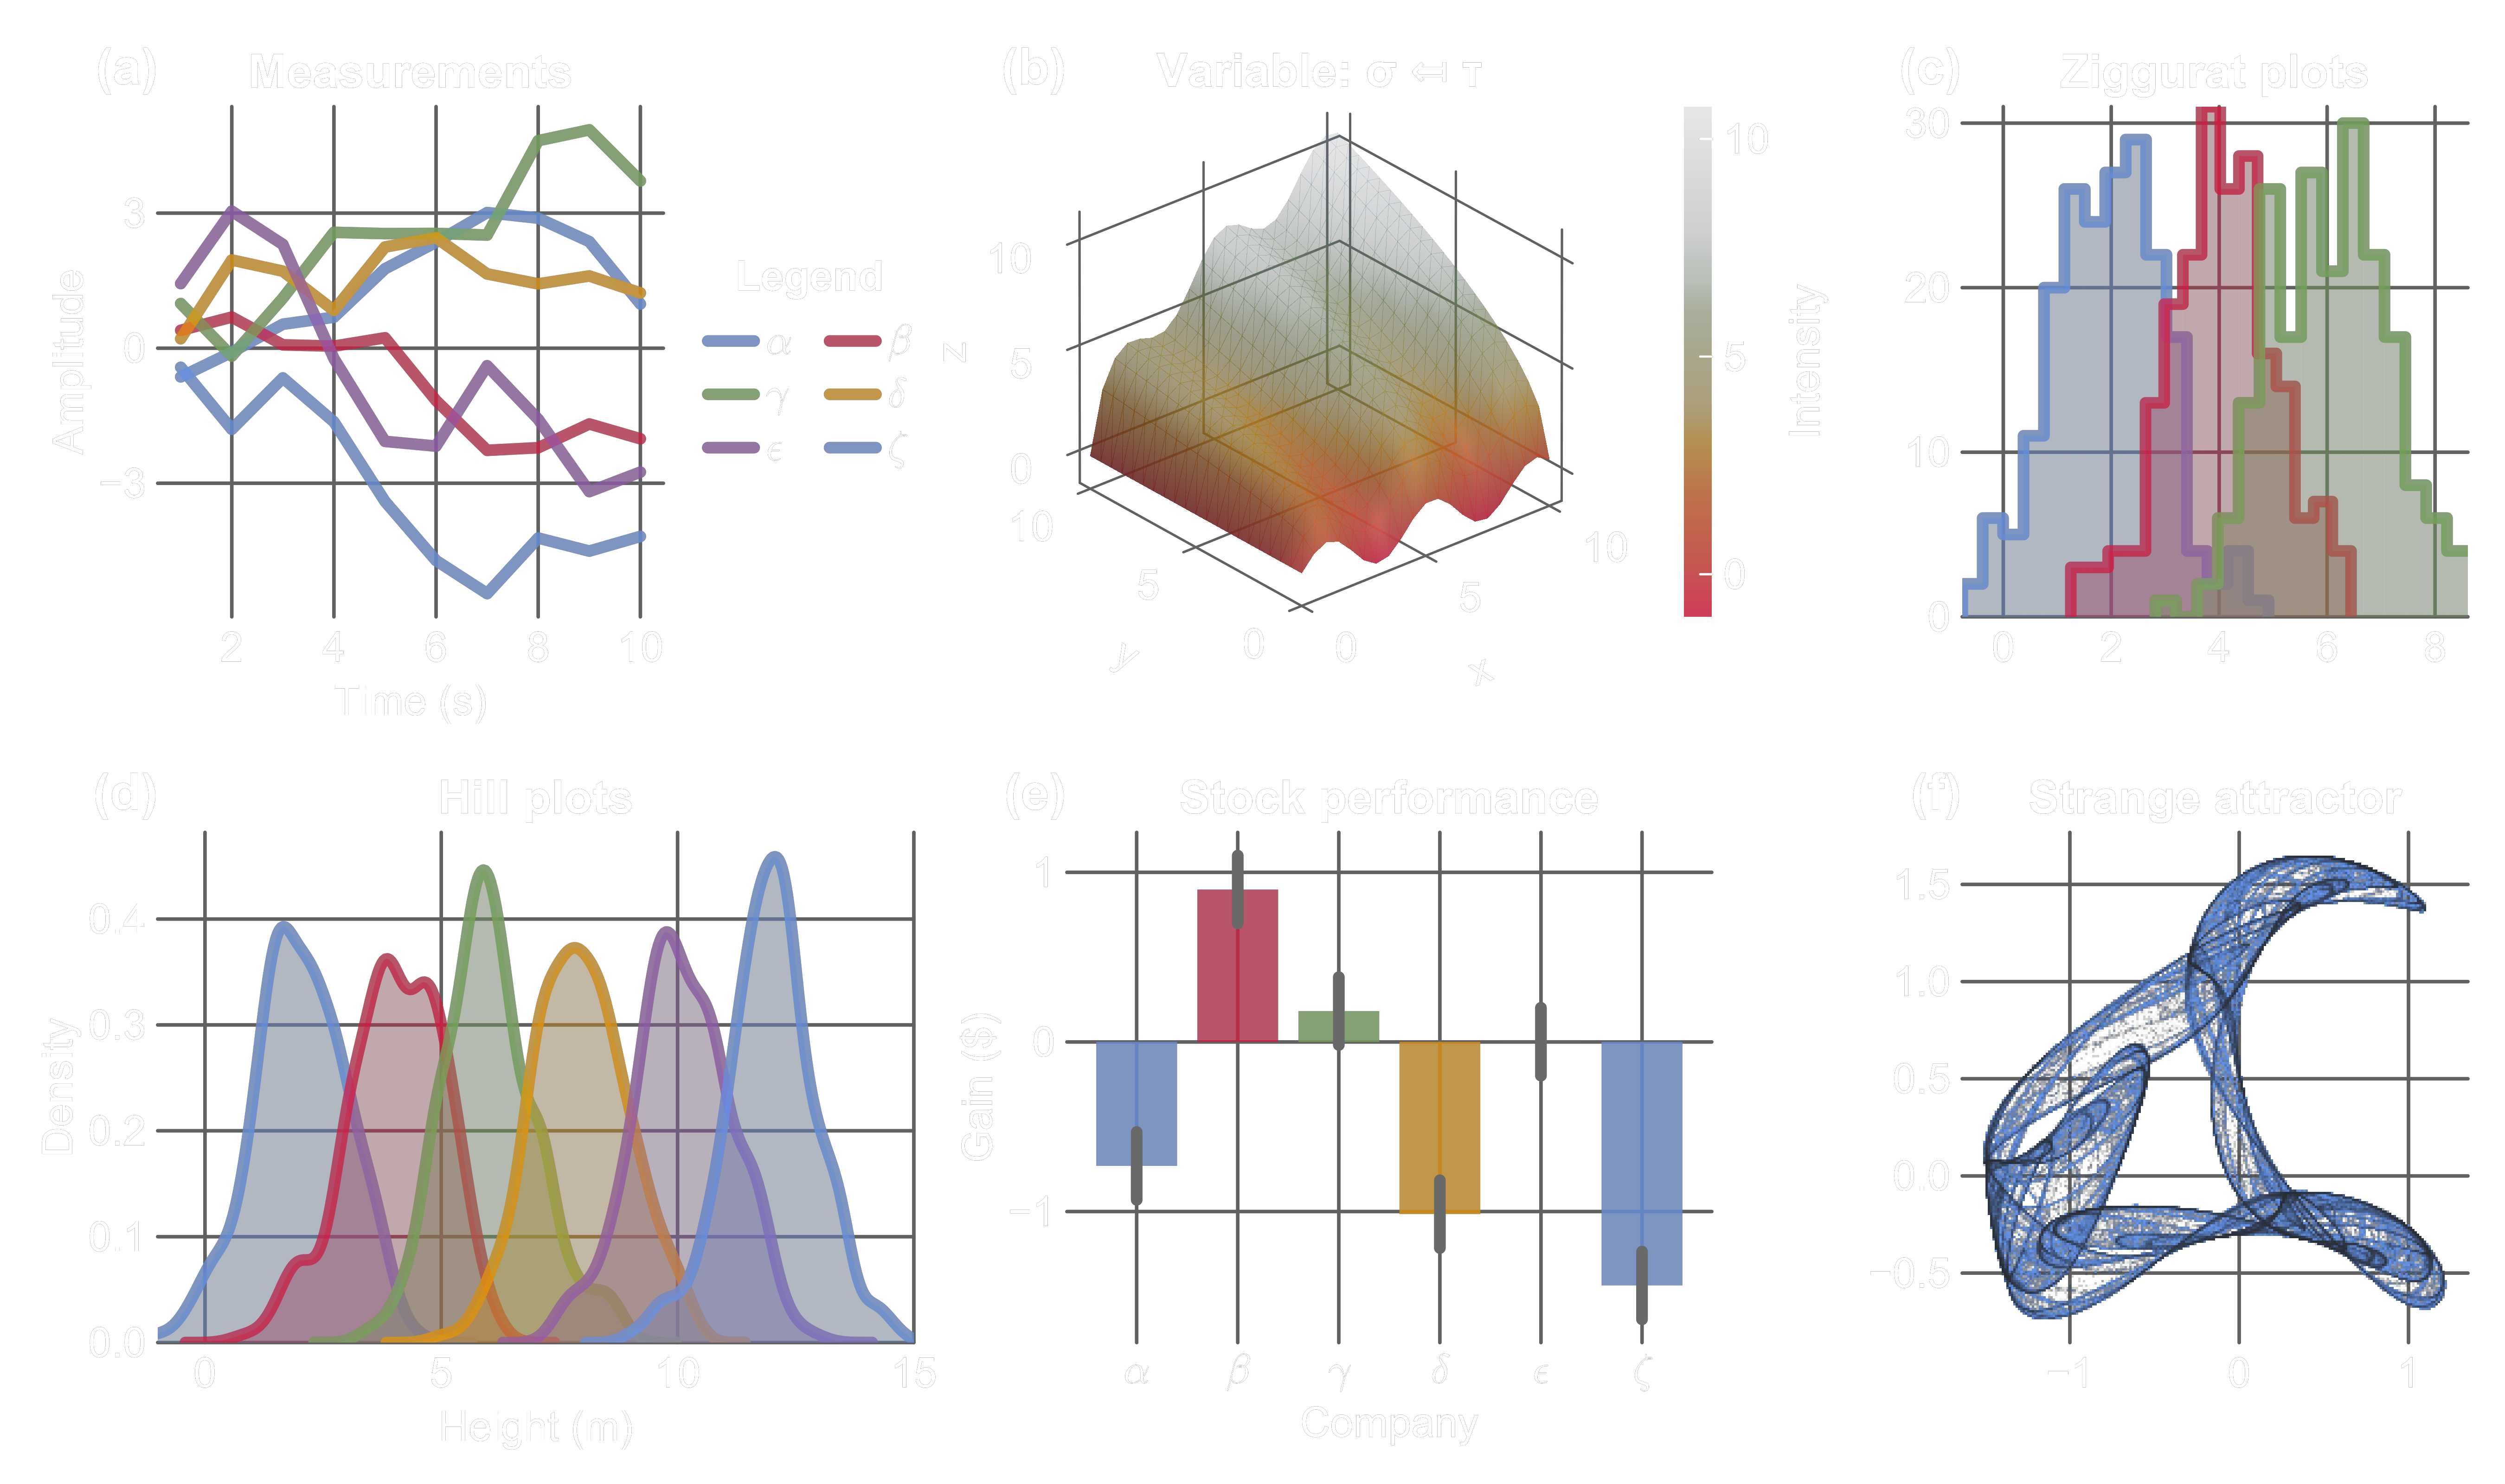 (a) Measurements
3
0
−3
Amplitude
2 4 6 8 10
Time (s)
Legend
α β
γ δ
ϵ ζ
(b) Variable: σ ↤ τ
10
5
0
z
10
5
0
y
0
5
10
x
10
5
0
Intensity
(c) Ziggurat plots
30
20
10
0
0 2 4 6 8
(d) Hill plots
0.4
0.3
0.2
0.1
0.0
Density
0 5 10 15
Height (m)
(e) Stock performance
1
0
−1
Gain ($)
α β γ δ ϵ ζ
Company
(f) Strange attractor
1.5
1.0
0.5
0.0
−0.5
−1 0 1